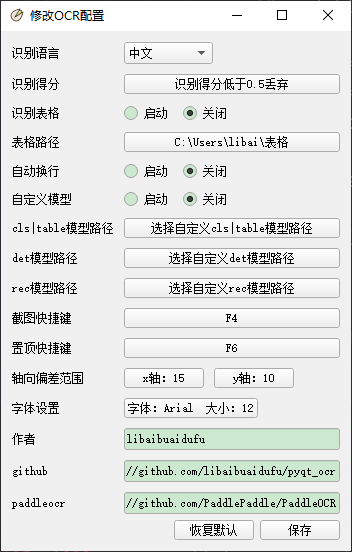 修改OCR配置
识别语言 中文
识别得分 识别得分低于0.5丢弃
识别表格 启动 关闭
表格路径 C:\Users\libai\表格
自动换行 启动 关闭
自定义模型 启动 关闭
cls|table模型路径 选择自定义cls|table模型路径
det模型路径 选择自定义det模型路径
rec模型路径 选择自定义rec模型路径
截图快捷键 F4
置顶快捷键 F6
轴向偏差范围 x轴: 15 y轴: 10
字体设置 字体: Arial 大小: 12
作者 libaibuaidufu
github //github.com/libaibuaidufu/pyqt_ocr
paddleocr //github.com/PaddlePaddle/PaddleOCR
恢复默认 保存